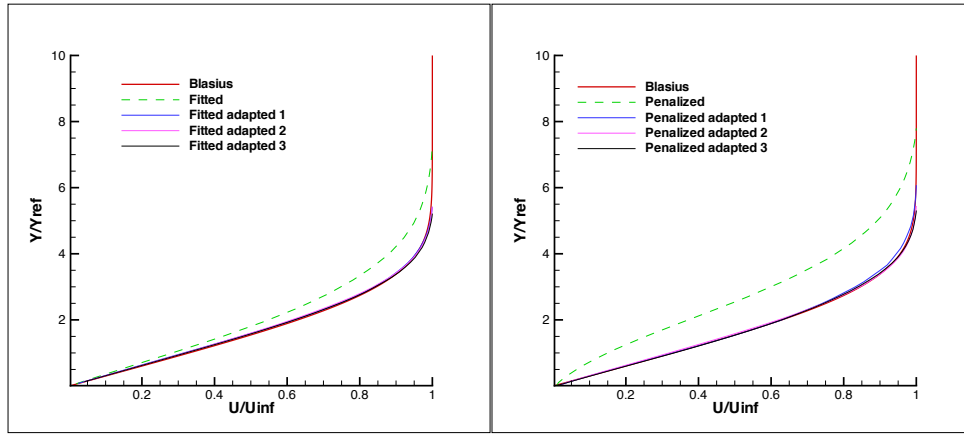 10
8
6
4
2
Y/Yref
0.2 0.4 0.6 0.8 1
U/Uinf
Blasius
Fitted
Fitted adapted 1
Fitted adapted 2
Fitted adapted 3
10
8
6
4
2
Y/Yref
0.2 0.4 0.6 0.8 1
U/Uinf
Blasius
Penalized
Penalized adapted 1
Penalized adapted 2
Penalized adapted 3